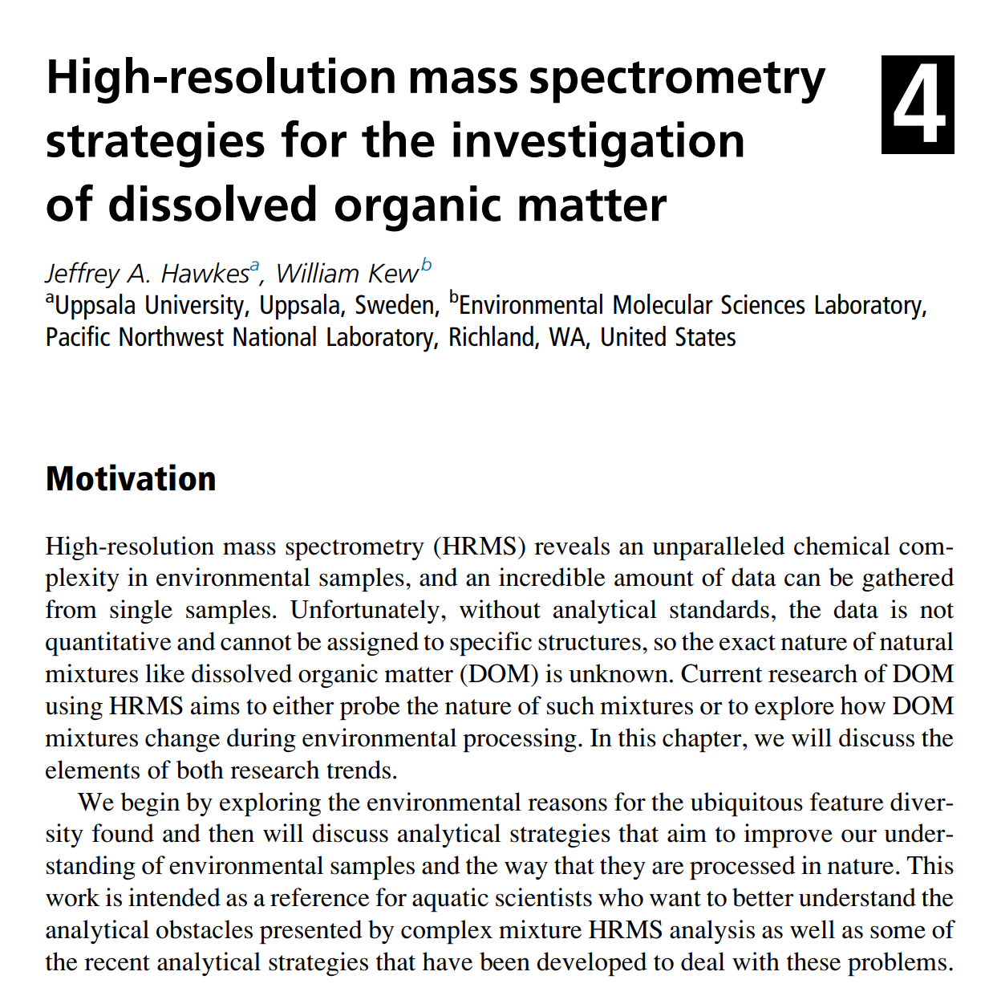 High-resolution mass spectrometry
strategies for the investigation
of dissolved organic matter
4
Jeffrey A. Hawkesa, William Kewb
aUppsala University, Uppsala, Sweden, bEnvironmental Molecular Sciences Laboratory,
Pacific Northwest National Laboratory, Richland, WA, United States
Motivation
High-resolution mass spectrometry (HRMS) reveals an unparalleled chemical com-
plexity in environmental samples, and an incredible amount of data can be gathered
from single samples. Unfortunately, without analytical standards, the data is not
quantitative and cannot be assigned to specific structures, so the exact nature of natural
mixtures like dissolved organic matter (DOM) is unknown. Current research of DOM
using HRMS aims to either probe the nature of such mixtures or to explore how DOM
mixtures change during environmental processing. In this chapter, we will discuss the
elements of both research trends.
We begin by exploring the environmental reasons for the ubiquitous feature diver-
sity found and then will discuss analytical strategies that aim to improve our under-
standing of environmental samples and the way that they are processed in nature. This
work is intended as a reference for aquatic scientists who want to better understand the
analytical obstacles presented by complex mixture HRMS analysis as well as some of
the recent analytical strategies that have been developed to deal with these problems.